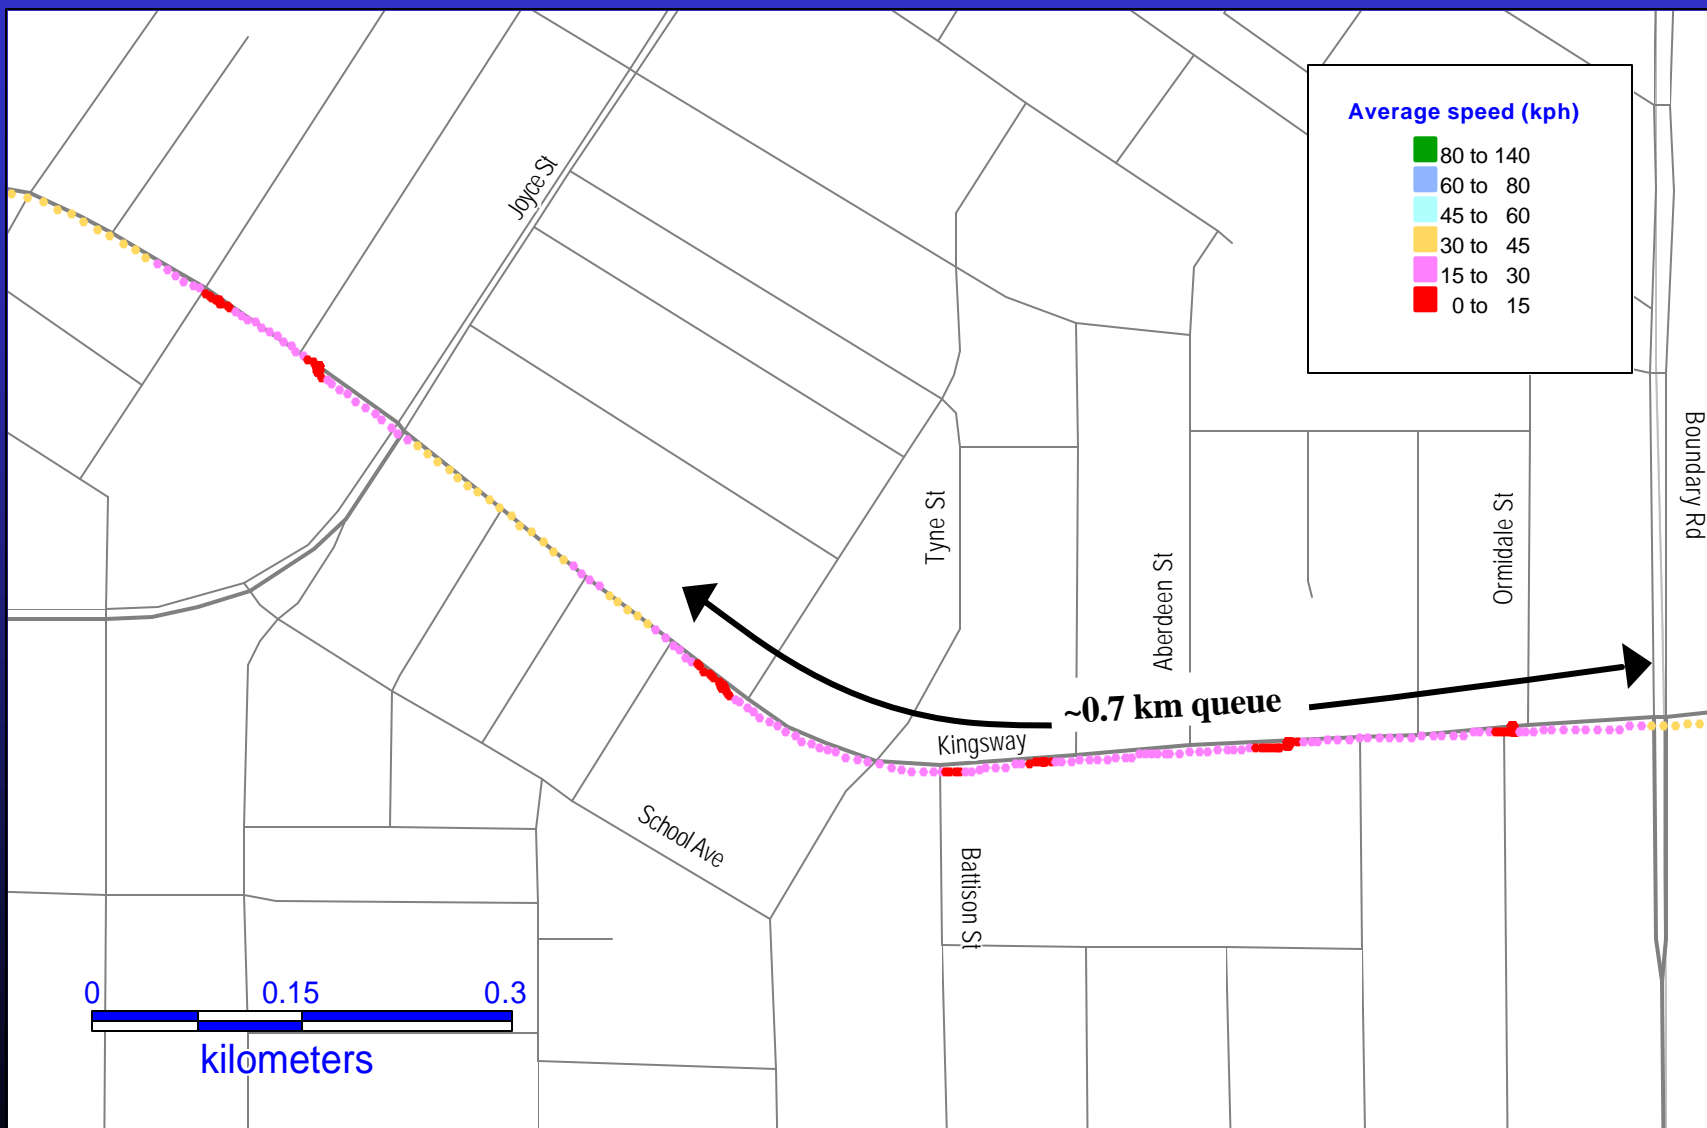 Average speed (kph)
80 to 140
60 to 80
45 to 60
30 to 45
15 to 30
0 to 15
Joyce St
Boundary Rd
Tyne St
Ormidale St
Aberdeen St
~0.7 km queue
Kingsway
School Ave
Battison St
0 0.15 0.3
kilometers